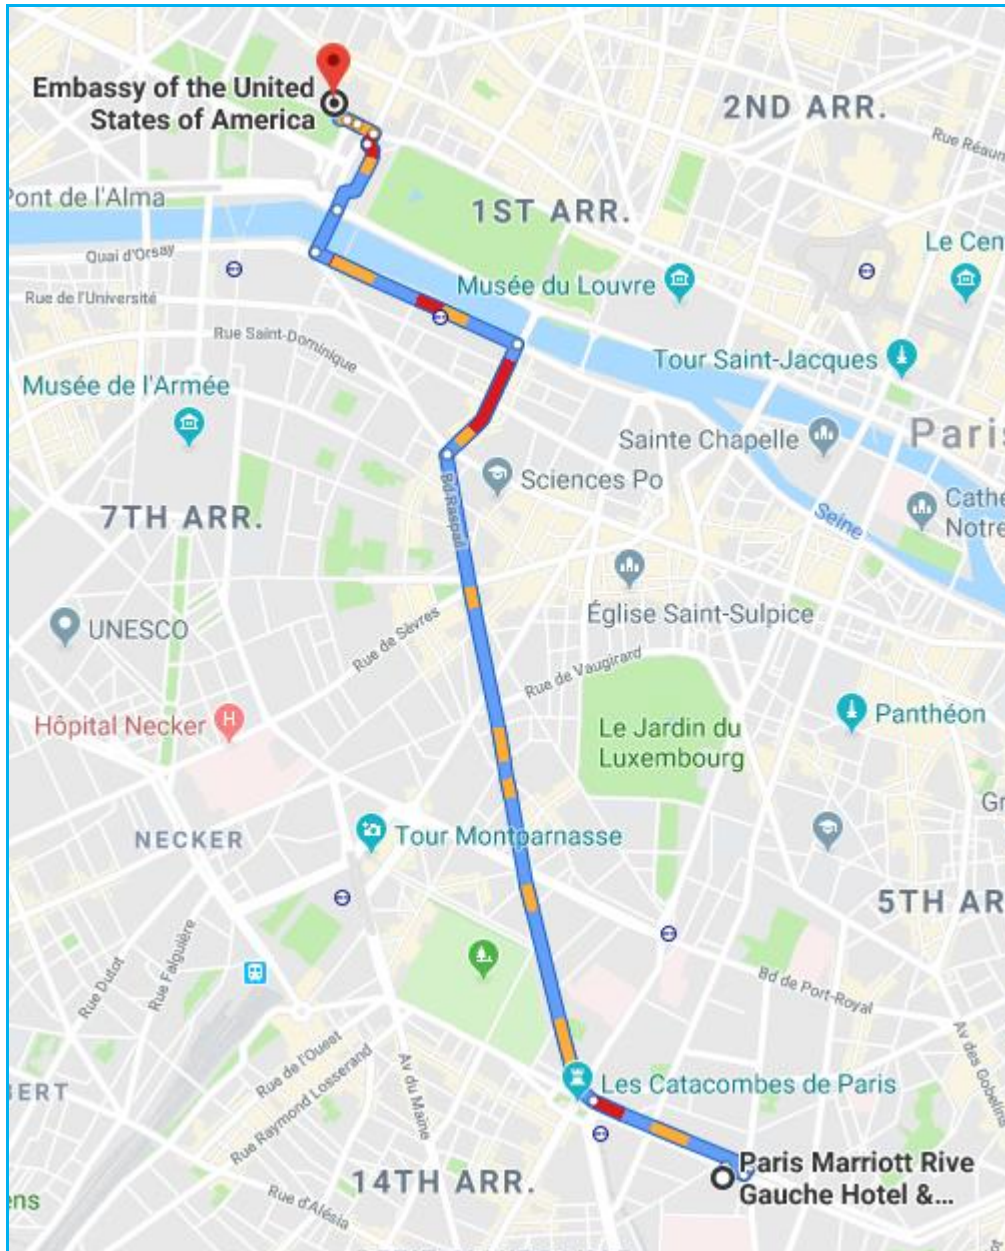 Embassy of the United
States of America
2ND ARR.
Rue Réaum
Pont de l'Alma
1ST ARR.
Quai d'Orsay
Le Cen
Musée du Louvre
Rue de l'Université
Rue Saint-Dominique
Tour Saint-Jacques
Musée de l'Armée
Sainte Chapelle
Paris
Sciences Po
Bd Raspail
Cathe
Notre
7TH ARR.
Seine
Église Saint-Sulpice
UNESCO
Rue de Sèvres
Rue de Vaugirard
Hôpital Necker
H
Panthéon
Le Jardin du
Luxembourg
Gr
NECKER
Tour Montparnasse
5TH AR
Rue Falguière
Rue Dutot
Bd de Port-Royal
Av des Gobelins
Rue de l'Ouest
Rue Raymond Losserand
Av du Maine
Les Catacombes de Paris
BERT
14TH ARR.
Paris Marriott Rive
Gauche Hotel &...
Rue d'Alésia
ens